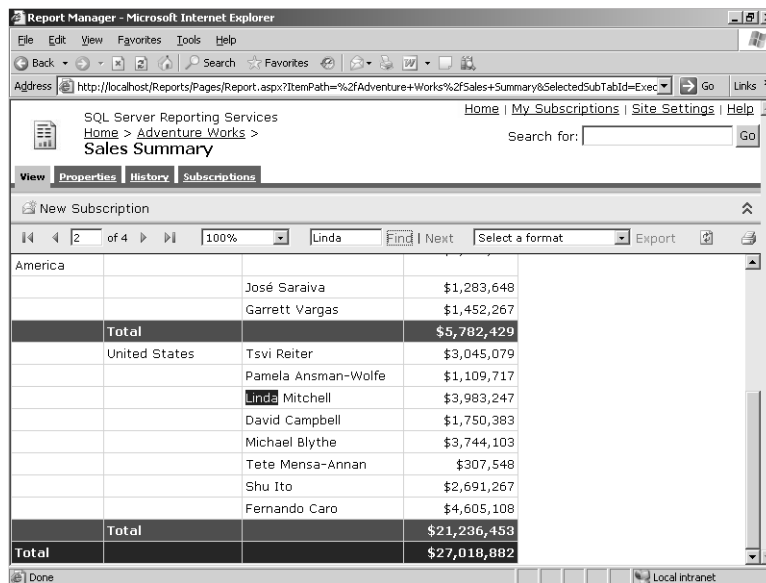 Report Manager - Microsoft Internet Explorer
File Edit View Favorites Tools Help
Back Search Favorites
Address http://localhost/Reports/Pages/Report.aspx?ItemPath=%2fAdventure+Works%2fSales+Summary&SelectedSubTabId=Exec Go Links
SQL Server Reporting Services
Home | My Subscriptions | Site Settings | Help
Home > Adventure Works >
Sales Summary
Search for: Go
View Properties History Subscriptions
New Subscription
2 of 4 100% Linda Find | Next Select a format Export
America
José Saraiva $1,283,648
Garrett Vargas $1,452,267
Total $5,782,429
United States Tsvi Reiter $3,045,079
Pamela Ansman-Wolfe $1,109,717
Linda Mitchell $3,983,247
David Campbell $1,750,383
Michael Blythe $3,744,103
Tete Mensa-Annan $307,548
Shu Ito $2,691,267
Fernando Caro $4,605,108
Total $21,236,453
Total $27,018,882
Done Local intranet